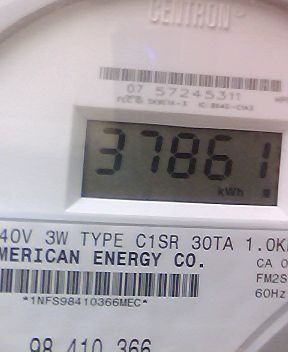 CENTRON
07 57245311
37861
kWh
40V 3W TYPE C1SR 30TA 1.0K
MERICAN ENERGY CO.
CA 0
FM2S
*1NFS98410366MEC*
60Hz
98 410 366